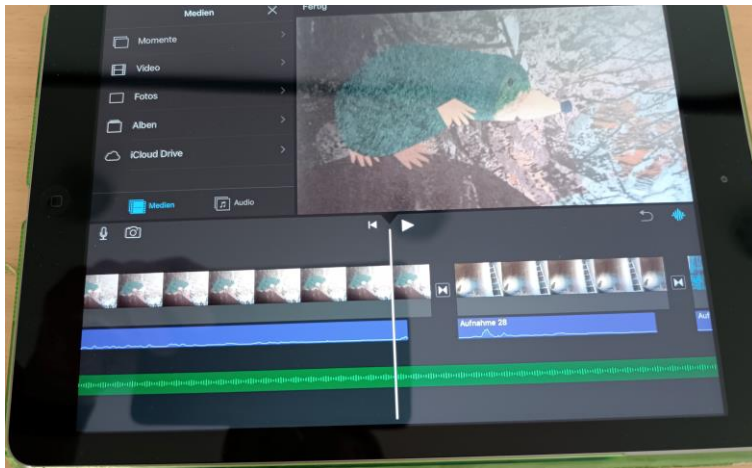 Medien
Fertig
Momente
Video
Fotos
Alben
iCloud Drive
Medien
Audio
Aufnahme 28
Auf